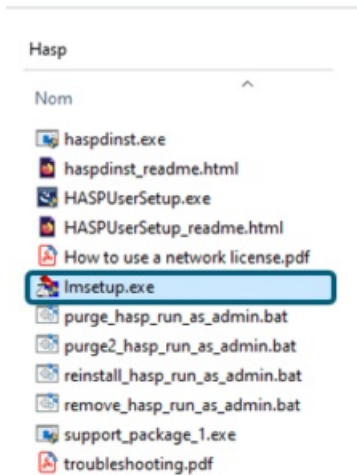 Hasp
Nom
haspdinst.exe
haspdinst_readme.html
HASPUserSetup.exe
HASPUserSetup_readme.html
How to use a network license.pdf
lmsetup.exe
purge_hasp_run_as_admin.bat
purge2_hasp_run_as_admin.bat
reinstall_hasp_run_as_admin.bat
remove_hasp_run_as_admin.bat
support_package_1.exe
troubleshooting.pdf